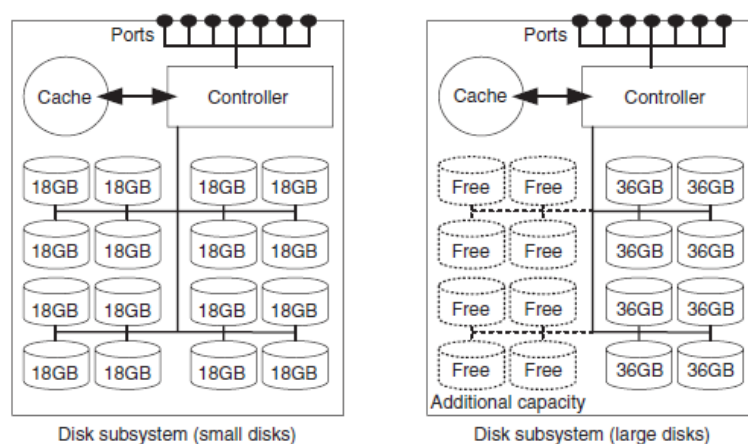 Ports
Cache
Controller
18GB 18GB 18GB 18GB
18GB 18GB 18GB 18GB
18GB 18GB 18GB 18GB
18GB 18GB 18GB 18GB
Disk subsystem (small disks)
Ports
Cache
Controller
Free Free 36GB 36GB
Free Free 36GB 36GB
Free Free 36GB 36GB
Free Free 36GB 36GB
Additional capacity
Disk subsystem (large disks)